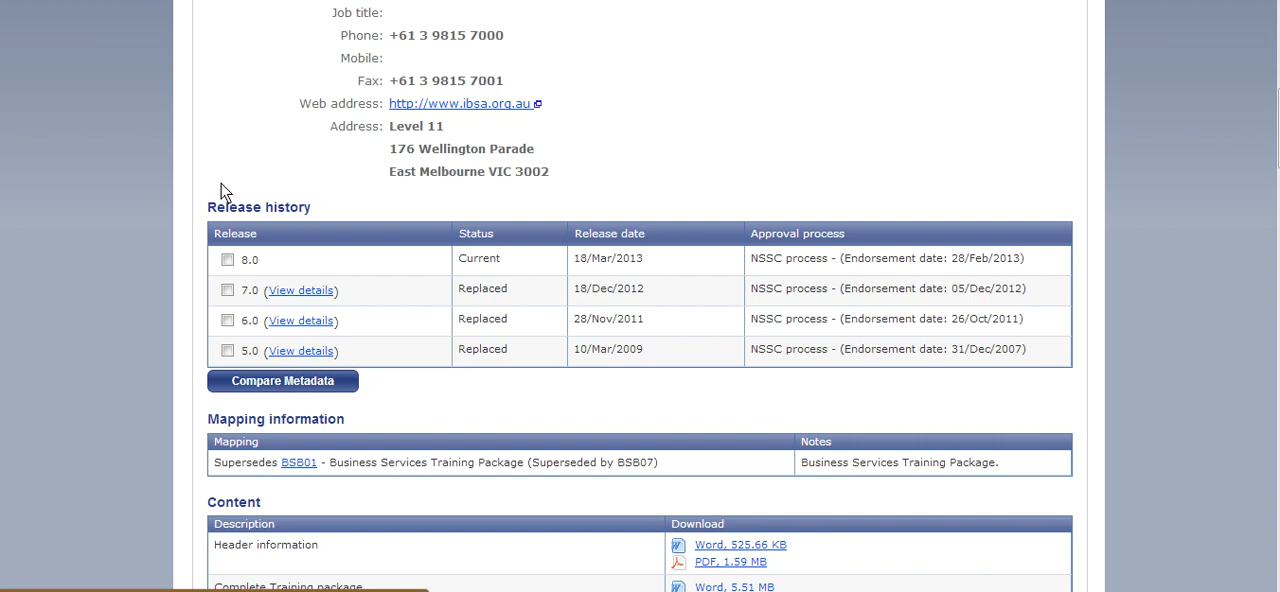 Job title:
Phone: +61 3 9815 7000
Mobile:
Fax: +61 3 9815 7001
Web address: http://www.ibsa.org.au
Address: Level 11
176 Wellington Parade
East Melbourne VIC 3002
Release history
Release Status Release date Approval process
8.0 Current 18/Mar/2013 NSSC process - (Endorsement date: 28/Feb/2013)
7.0 (View details) Replaced 18/Dec/2012 NSSC process - (Endorsement date: 05/Dec/2012)
6.0 (View details) Replaced 28/Nov/2011 NSSC process - (Endorsement date: 26/Oct/2011)
5.0 (View details) Replaced 10/Mar/2009 NSSC process - (Endorsement date: 31/Dec/2007)
Compare Metadata
Mapping information
Mapping Notes
Supersedes BSB01 - Business Services Training Package (Superseded by BSB07) Business Services Training Package.
Content
Description Download
Header information Word, 525.66 KB
PDF, 1.59 MB
Complete Training package Word, 5.51 MB